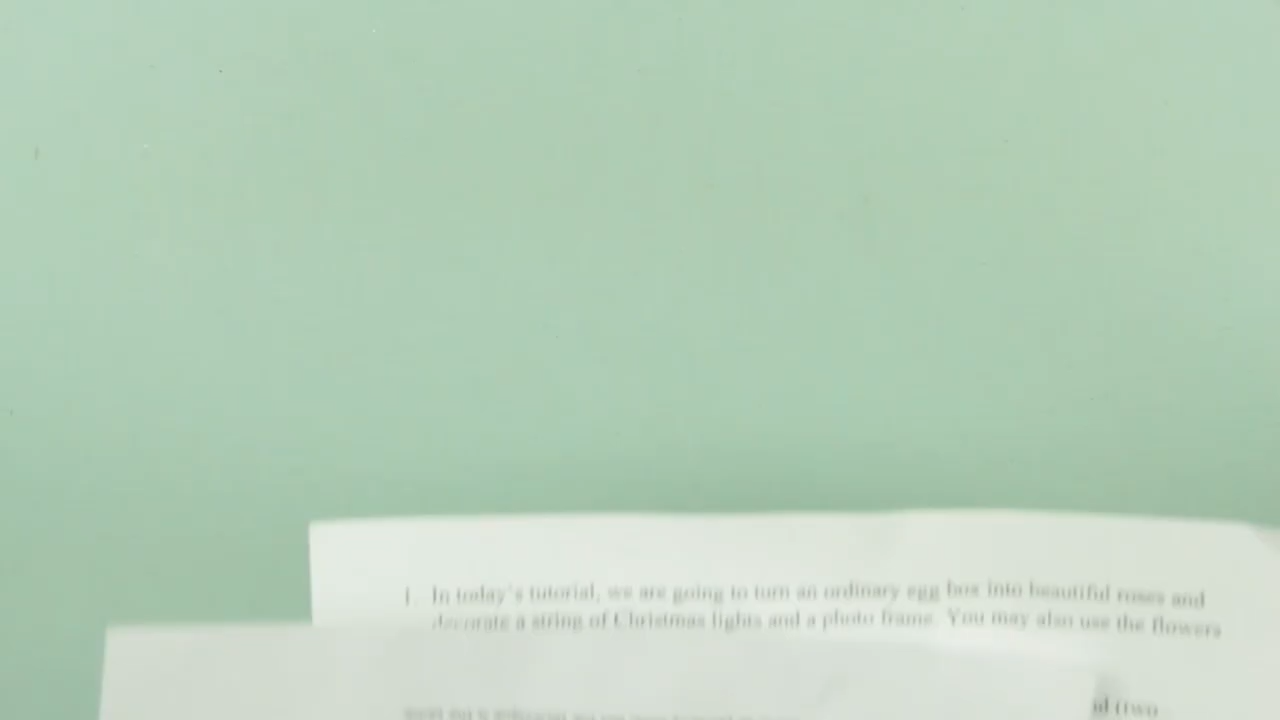 1. In today's tutorial, we are going to turn an ordinary egg box into beautiful roses and
decorate a string of Christmas lights and a photo frame. You may also use the flowers
(two